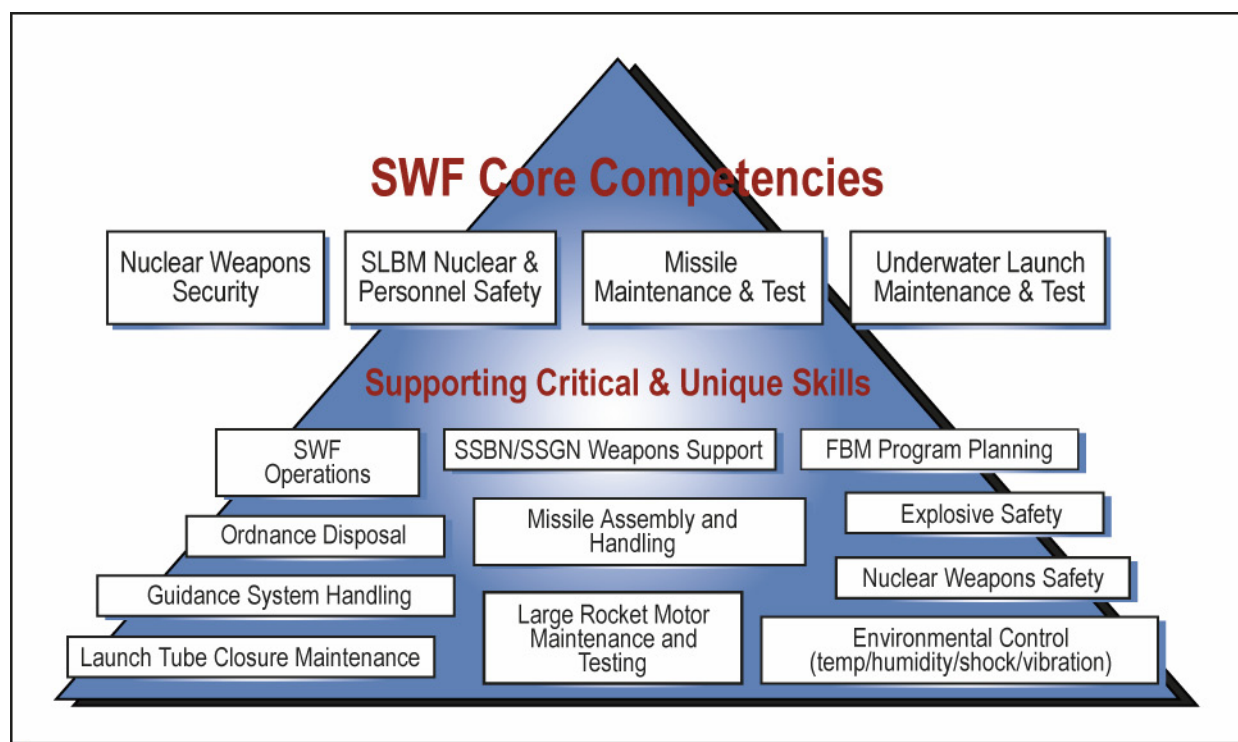 SWF Core Competencies
Nuclear Weapons
Security
SLBM Nuclear &
Personnel Safety
Missile
Maintenance & Test
Underwater Launch
Maintenance & Test
Supporting Critical & Unique Skills
SWF
Operations
SSBN/SSGN Weapons Support
FBM Program Planning
Ordnance Disposal
Missile Assembly and
Handling
Explosive Safety
Guidance System Handling
Nuclear Weapons Safety
Launch Tube Closure Maintenance
Large Rocket Motor
Maintenance and
Testing
Environmental Control
(temp/humidity/shock/vibration)